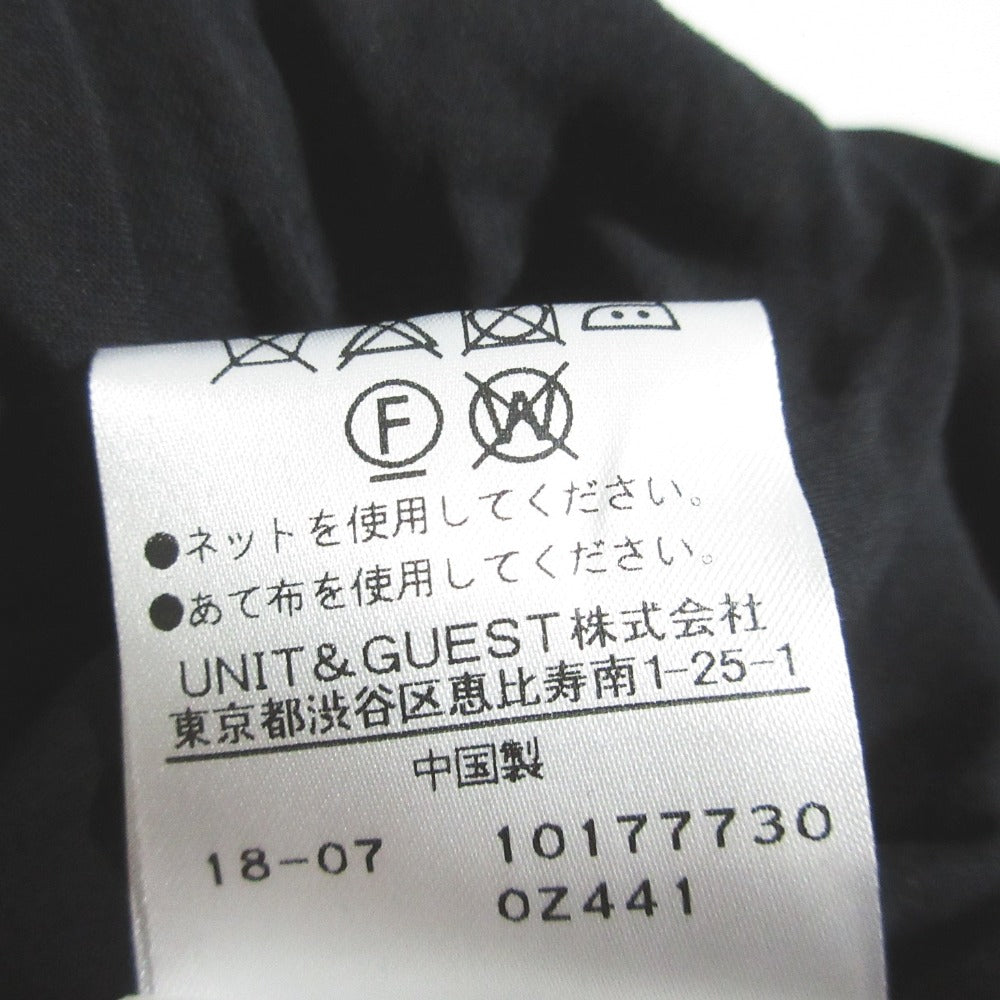 F W
●ネットを使用してください。
●あて布を使用してください。
UNIT&GUEST株式会社
東京都渋谷区恵比寿南1-25-1
中国製
18-07 10177730
0Z441